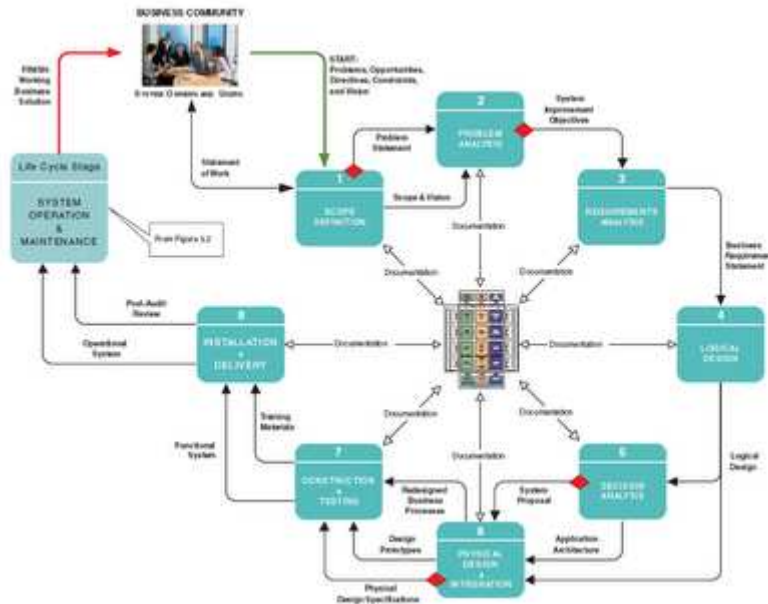 BUSINESS COMMUNITY
SYSTEM OWNERS AND USERS
FINISH:
Working
Business
Solution
START:
Problems, Opportunities,
Directives, Constraints,
and Vision
Statement
of Work
Problem
Statement
Scope & Vision
System
Improvement
Objectives
1
SCOPE
DEFINITION
2
PROBLEM
ANALYSIS
3
REQUIREMENTS
ANALYSIS
Business
Requirements
Statement
Life Cycle Stage
SYSTEM
OPERATION
&
MAINTENANCE
From Figure
Documentation
Documentation
Documentation
Post-Audit
Review
Operational
System
INSTALLATION
+
DELIVERY
Documentation
Documentation
4
LOGICAL
DESIGN
Training
Materials
Functional
System
Documentation
Documentation
Documentation
7
CONSTRUCTION
+
TESTING
Redesigned
Business
Processes
System
Proposal
DECISION
ANALYSIS
Logical
Design
Design
Prototypes
PHYSICAL
DESIGN
INTEGRATION
Application
Architecture
Physical
Design Specifications